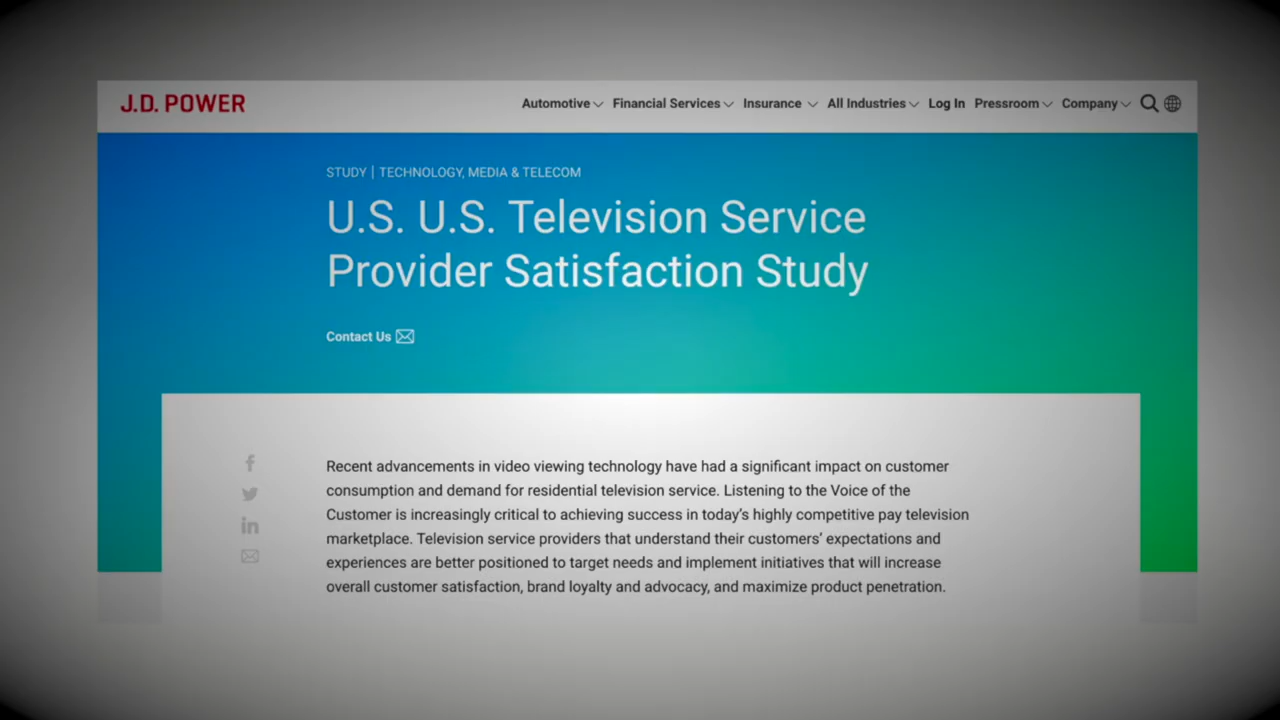 J.D. POWER
Automotive Financial Services Insurance All Industries Log In Pressroom Company
STUDY | TECHNOLOGY, MEDIA & TELECOM
U.S. U.S. Television Service
Provider Satisfaction Study
Contact Us
Recent advancements in video viewing technology have had a significant impact on customer
consumption and demand for residential television service. Listening to the Voice of the
Customer is increasingly critical to achieving success in today’s highly competitive pay television
marketplace. Television service providers that understand their customers’ expectations and
experiences are better positioned to target needs and implement initiatives that will increase
overall customer satisfaction, brand loyalty and advocacy, and maximize product penetration.